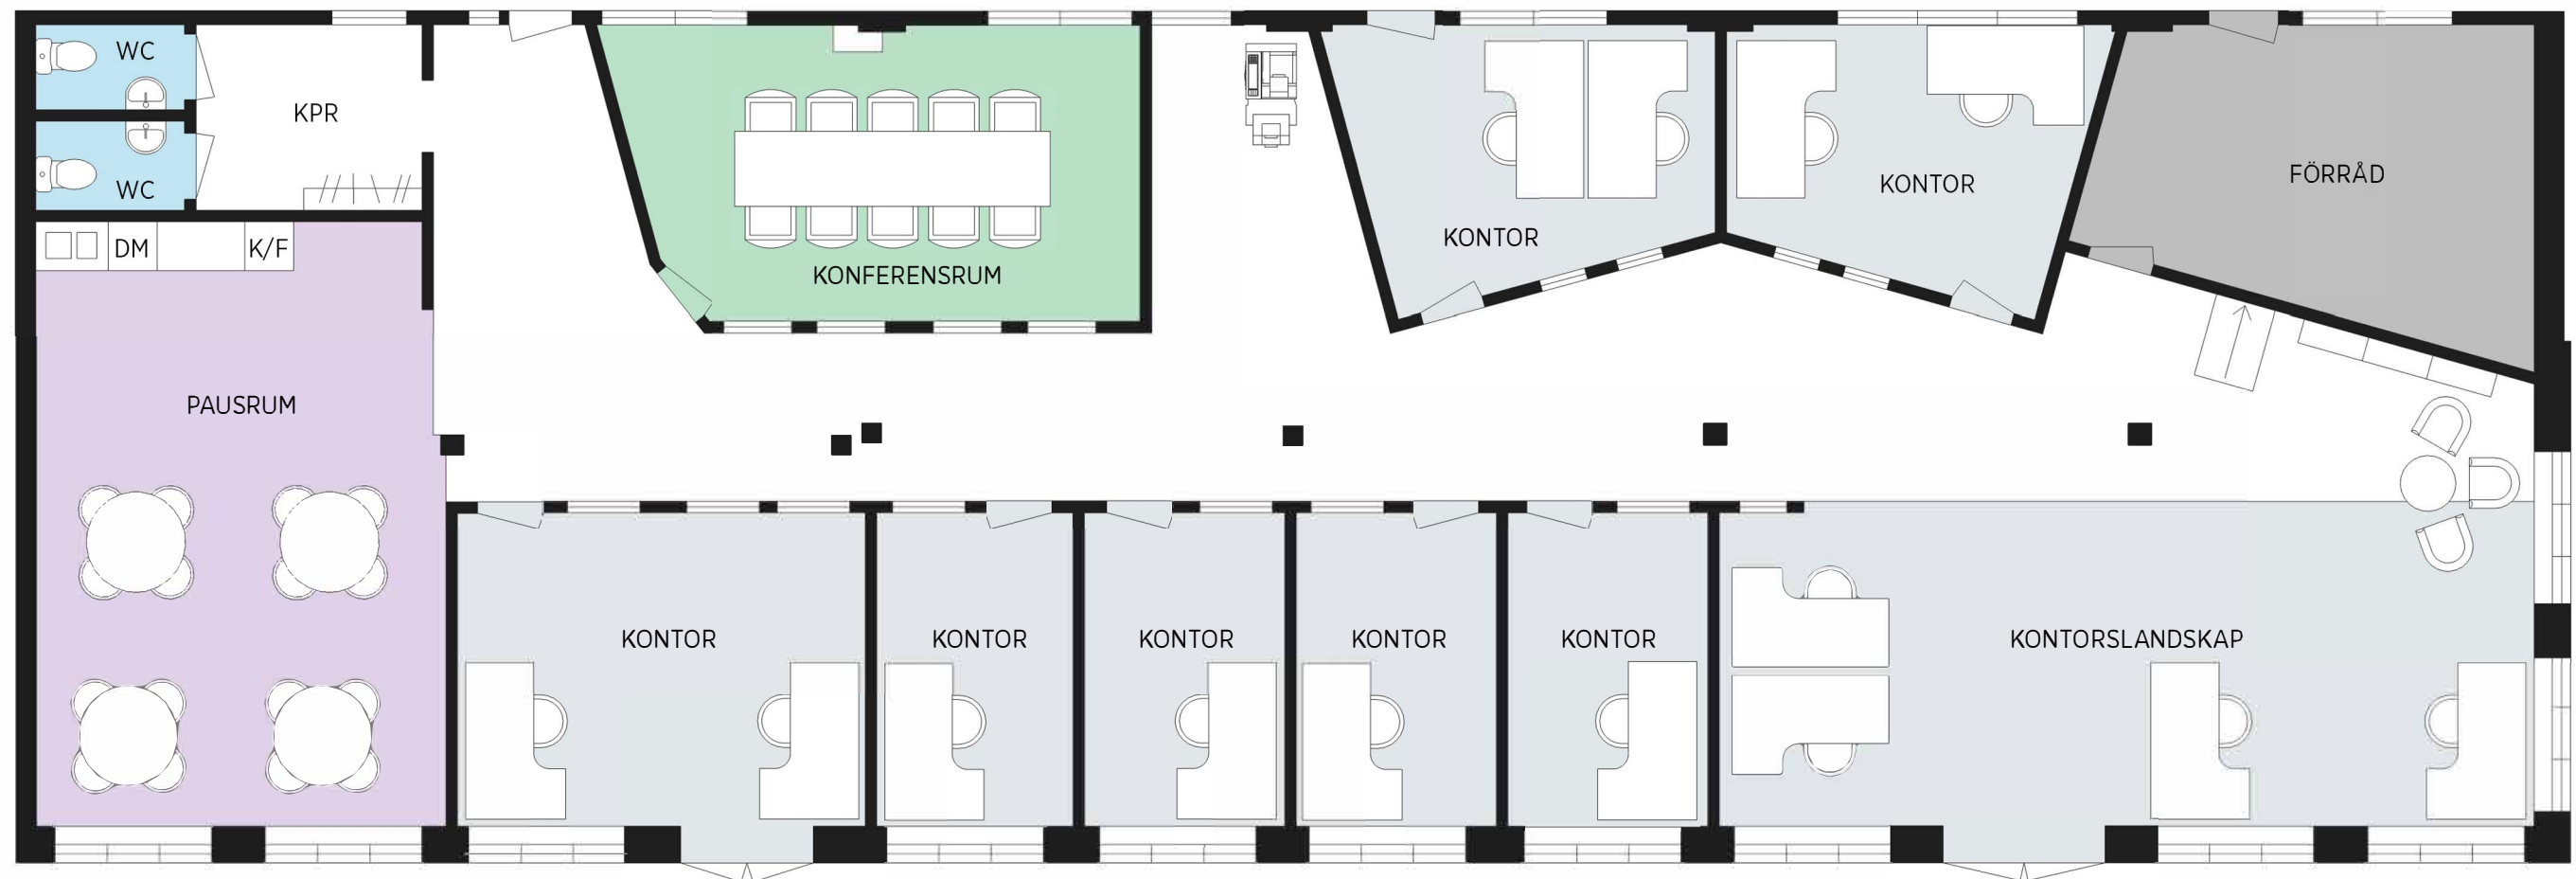 WC
KPR
WC
DM
K/F
KONFERENSRUM
KONTOR
KONTOR
FÖRRÅD
PAUSRUM
KONTOR
KONTOR
KONTOR
KONTOR
KONTOR
KONTORSLANDSKAP